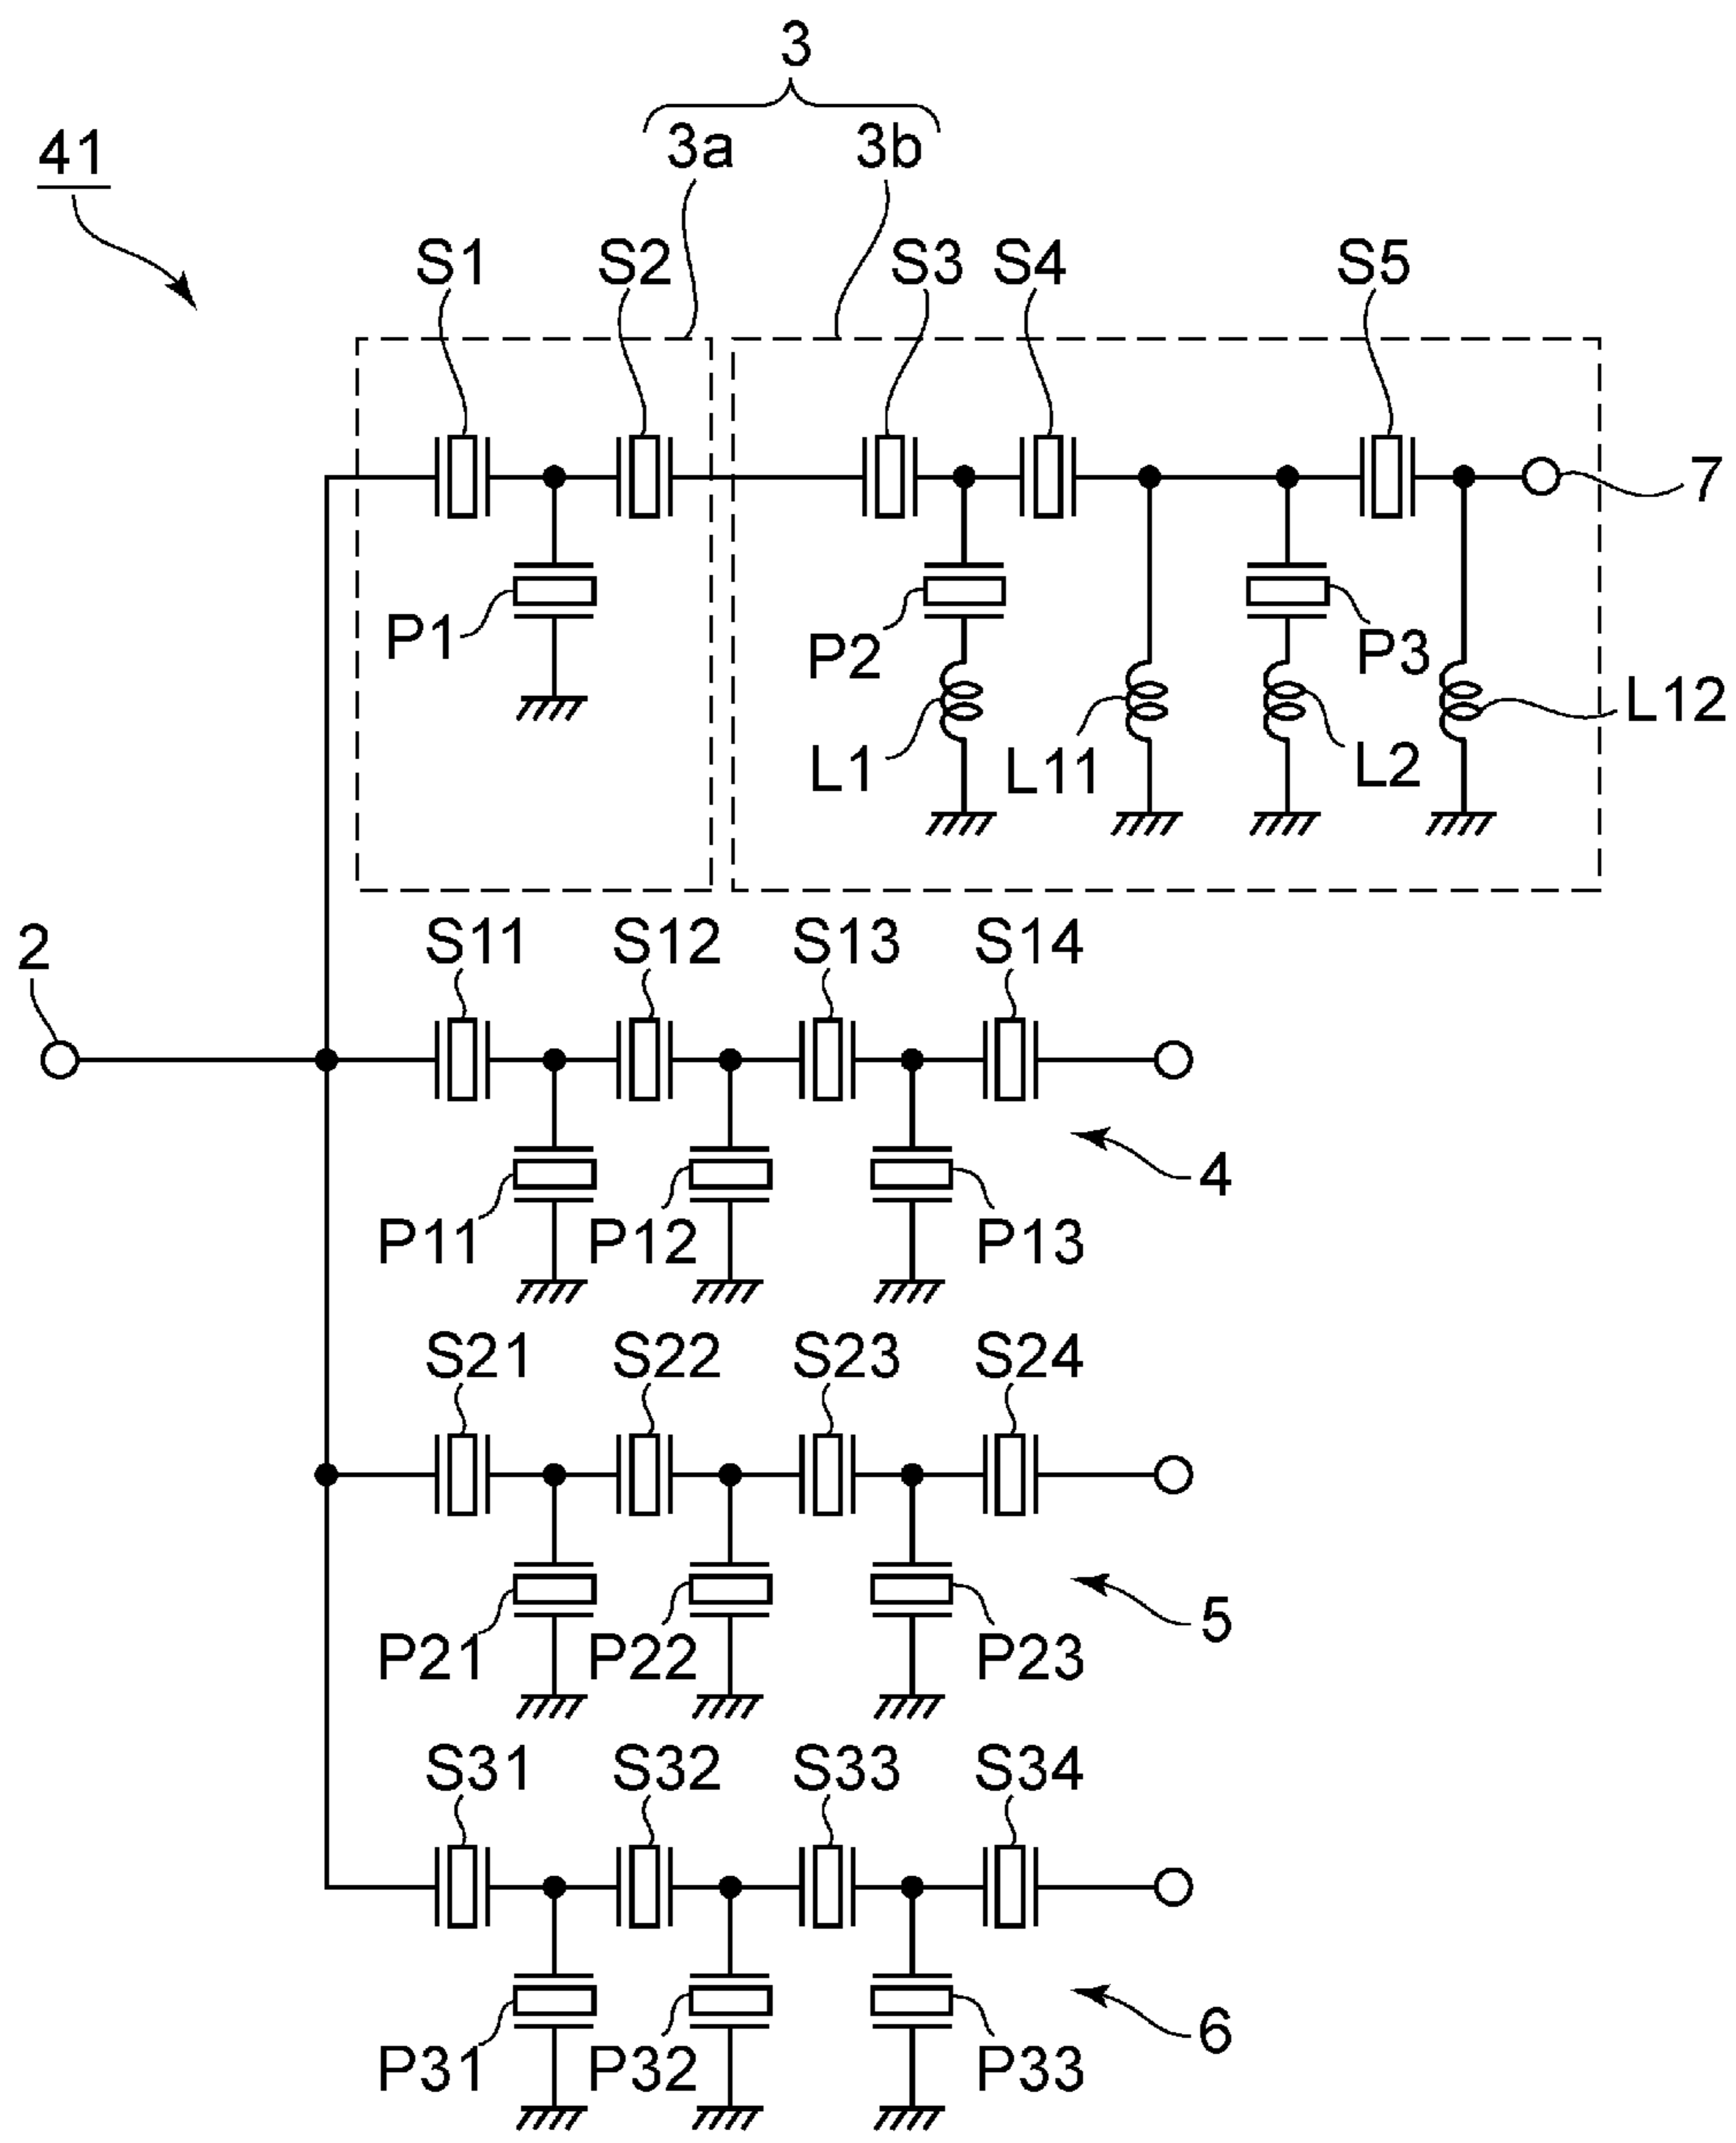 3
3a 3b
41
S1 S2 S3 S4 S5
7
P1 P2 P3
L12
L1 L11 L2
S11 S12 S13 S14
2
4
P11 P12 P13
S21 S22 S23 S24
5
P21 P22 P23
S31 S32 S33 S34
6
P31 P32 P33